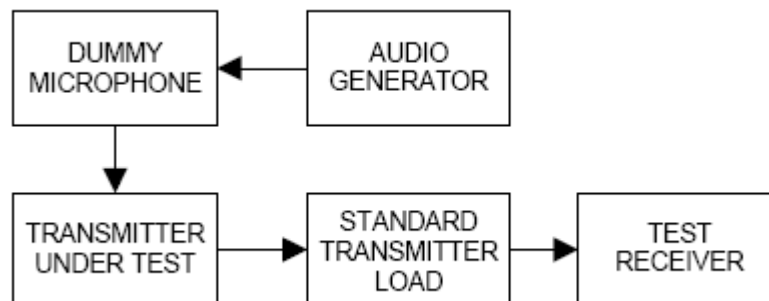 DUMMY
MICROPHONE
AUDIO
GENERATOR
TRANSMITTER
UNDER TEST
STANDARD
TRANSMITTER
LOAD
TEST
RECEIVER